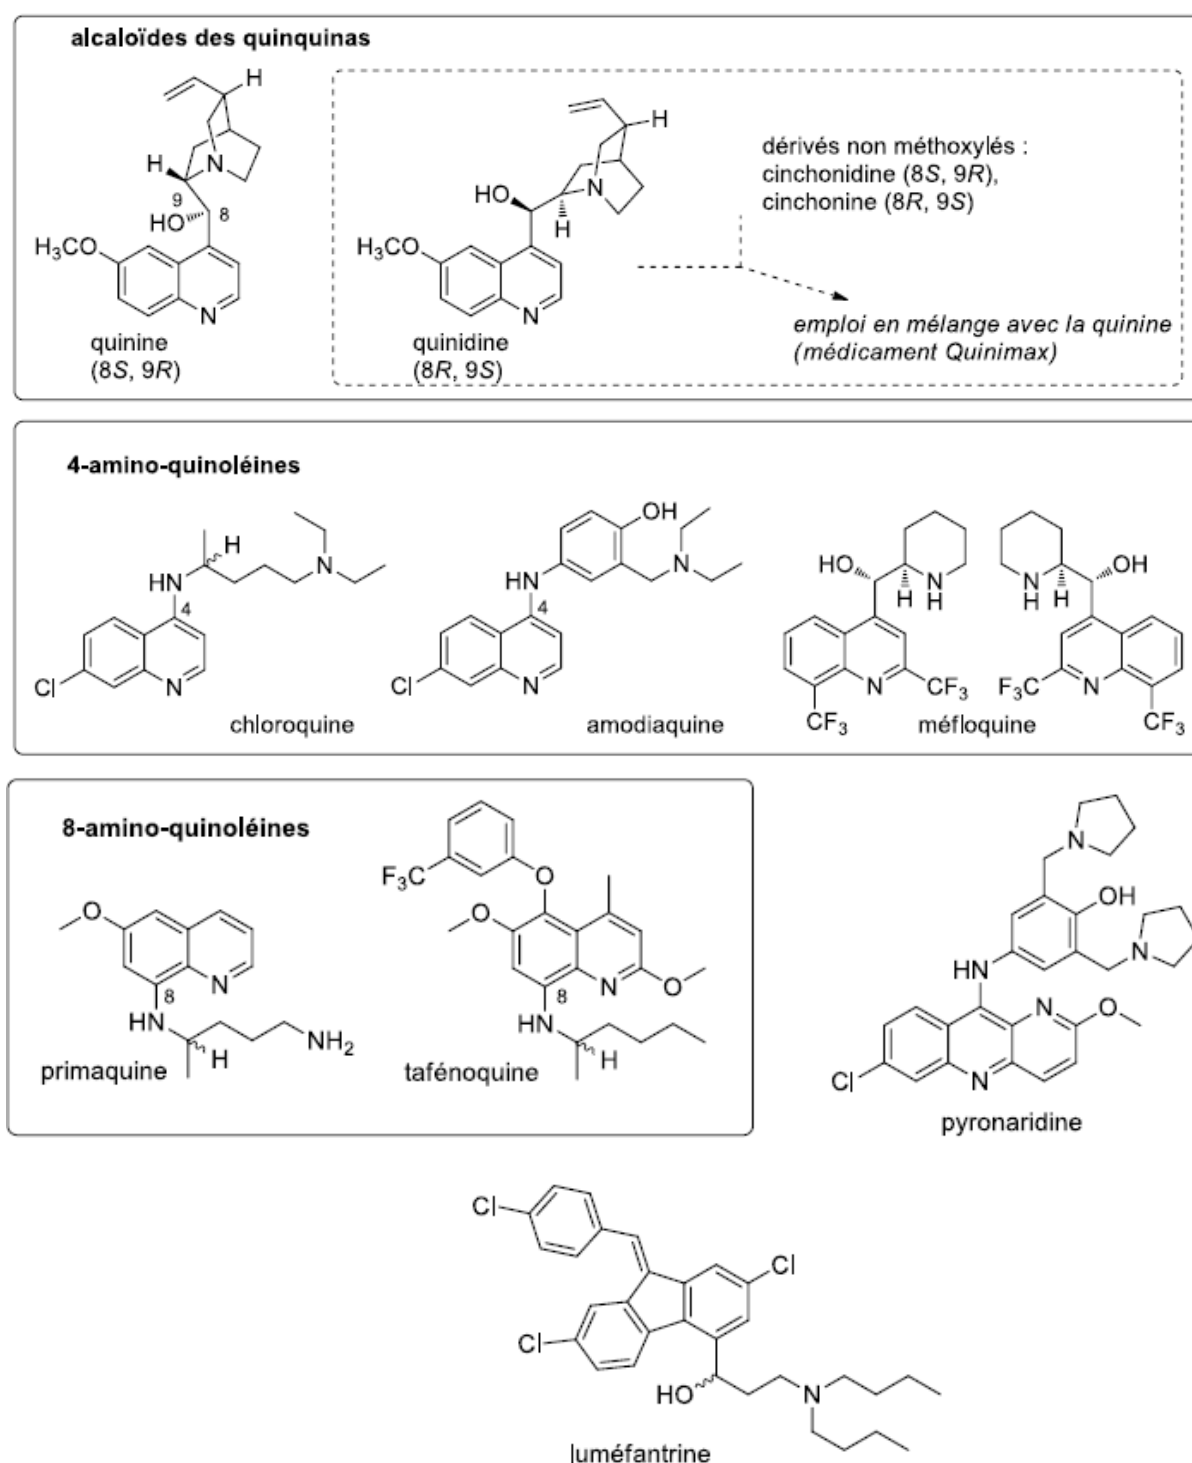 alcaloïdes des quinquinas
H
H
N
9
HO
8
H₃CO
N
quinine
(8S, 9R)
H
HO
N
H
H₃CO
N
quinidine
(8R, 9S)
dérivés non méthoxylés :
cinchonidine (8S, 9R),
cinchonine (8R, 9S)
emploi en mélange avec la quinine
(médicament Quinimax)
4-amino-quinoléines
H
N
HN
4
Cl
N
chloroquine
OH
N
HN
4
Cl
N
amodiaquine
HO
H
N
H
N
CF₃
CF₃
N
H
H
OH
F₃C
N
CF₃
méfloquine
8-amino-quinoléines
O
N
8
HN
H
NH₂
primaquine
F₃C
O
O
N
O
8
HN
H
tafénoquine
N
OH
N
HN
N
O
Cl
N
pyronaridine
Cl
Cl
Cl
HO
N
luméfantrine